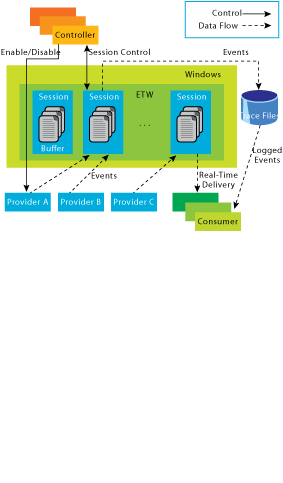 Control
Data Flow
Controller
Enable/Disable
Session Control
Events
Windows
ETW
Session
Session
Session
...
Buffer
Trace Files
Events
Logged
Events
Real-Time
Delivery
Provider A
Provider B
Provider C
Consumer